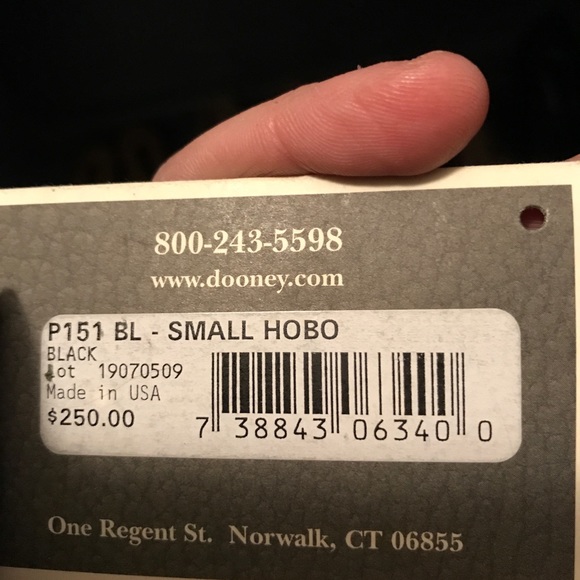 800-243-5598
www.dooney.com
P151 BL - SMALL HOBO
BLACK
Lot 19070509
Made in USA
$250.00
7 38843 06340 0
One Regent St. Norwalk, CT 06855